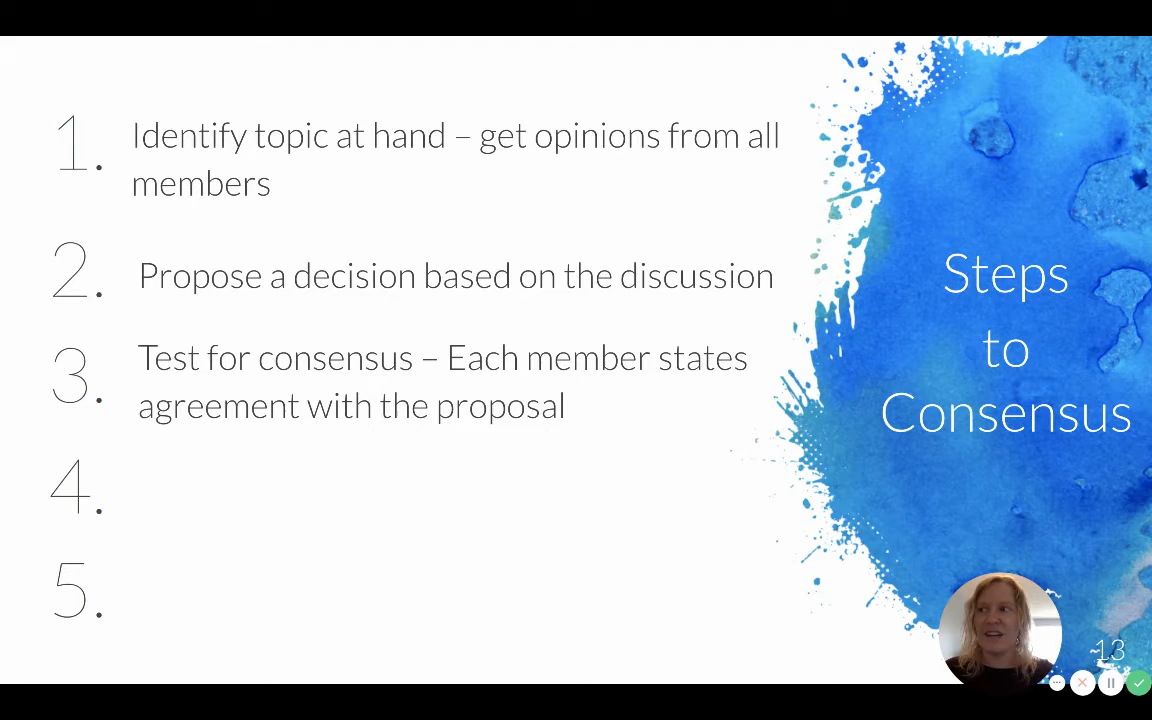 1. Identify topic at hand – get opinions from all
members
2. Propose a decision based on the discussion
3. Test for consensus – Each member states
agreement with the proposal
4.
5.
Steps
to
Consensus
~13